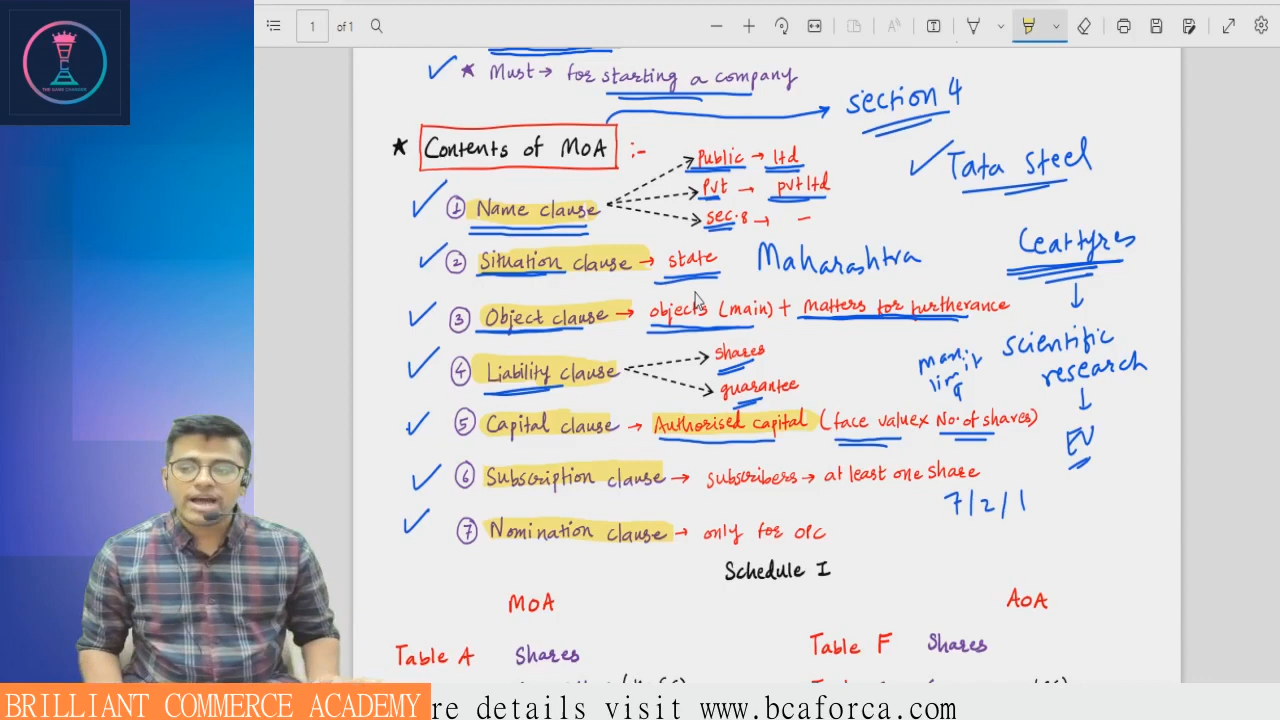 THE GAME CHANGER
1 of 1
★ Must → for starting a company
section 4
★ Contents of MoA :-
Public → ltd
Tata Steel
① Name clause
Pvt → pvt ltd
sec.8 → -
② Situation clause → state
Maharashtra
Ceat tyres
③ Object clause → objects (main) + matters for furtherance
scientific research
④ Liability clause
shares
guarantee
⑤ Capital clause → Authorised capital (face value x No. of shares)
EV
⑥ Subscription clause → subscribers → at least one share
7/2/1
⑦ Nomination clause → only for OPC
Schedule I
MoA
AoA
Table A Shares
Table F Shares
BRILLIANT COMMERCE ACADEMY
re details visit www.bcaforca.com